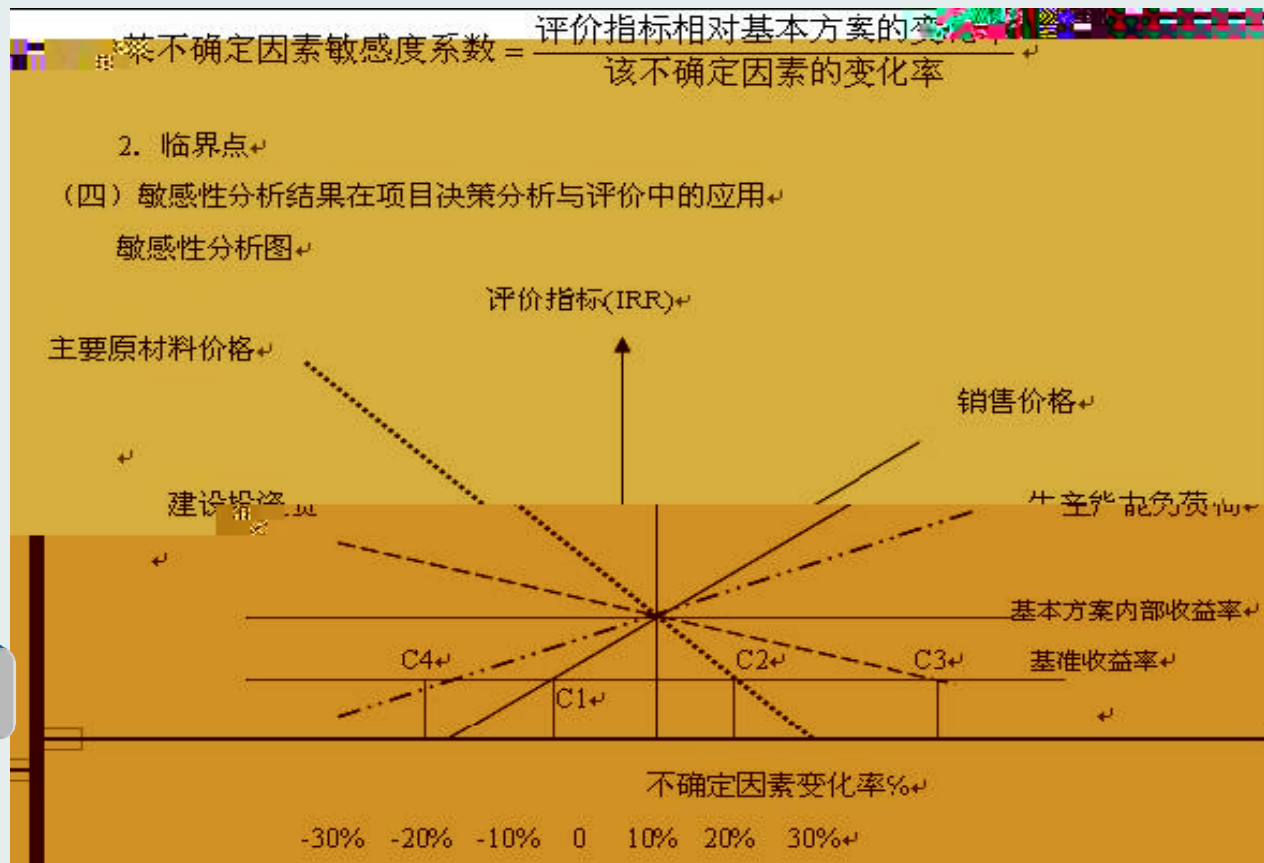 某不确定因素敏感度系数 = 评价指标相对基本方案的变化
该不确定因素的变化率
2. 临界点
（四）敏感性分析结果在项目决策分析与评价中的应用
敏感性分析图
评价指标(IRR)
主要原材料价格
销售价格
建设投资
基本方案内部收益率
C4 C2 C3 基准收益率
C1
不确定因素变化率%
-30% -20% -10% 0 10% 20% 30%